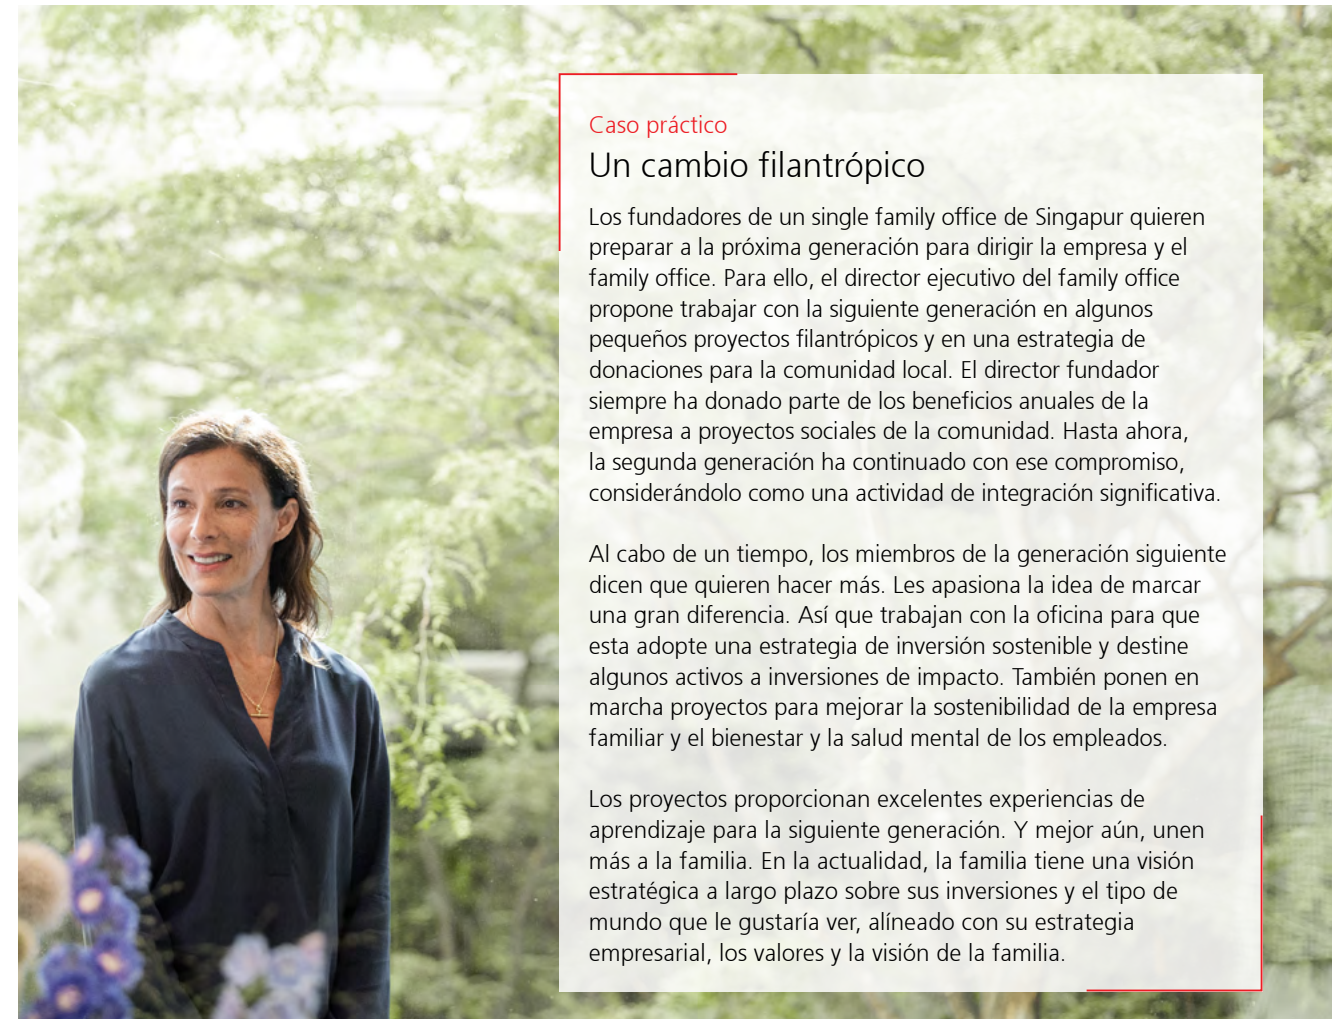 Caso práctico
Un cambio filantrópico
Los fundadores de un single family office de Singapur quieren
preparar a la próxima generación para dirigir la empresa y el
family office. Para ello, el director ejecutivo del family office
propone trabajar con la siguiente generación en algunos
pequeños proyectos filantrópicos y en una estrategia de
donaciones para la comunidad local. El director fundador
siempre ha donado parte de los beneficios anuales de la
empresa a proyectos sociales de la comunidad. Hasta ahora,
la segunda generación ha continuado con ese compromiso,
considerándolo como una actividad de integración significativa.
Al cabo de un tiempo, los miembros de la generación siguiente
dicen que quieren hacer más. Les apasiona la idea de marcar
una gran diferencia. Así que trabajan con la oficina para que
esta adopte una estrategia de inversión sostenible y destine
algunos activos a inversiones de impacto. También ponen en
marcha proyectos para mejorar la sostenibilidad de la empresa
familiar y el bienestar y la salud mental de los empleados.
Los proyectos proporcionan excelentes experiencias de
aprendizaje para la siguiente generación. Y mejor aún, unen
más a la familia. En la actualidad, la familia tiene una visión
estratégica a largo plazo sobre sus inversiones y el tipo de
mundo que le gustaría ver, alíneado con su estrategia
empresarial, los valores y la visión de la familia.